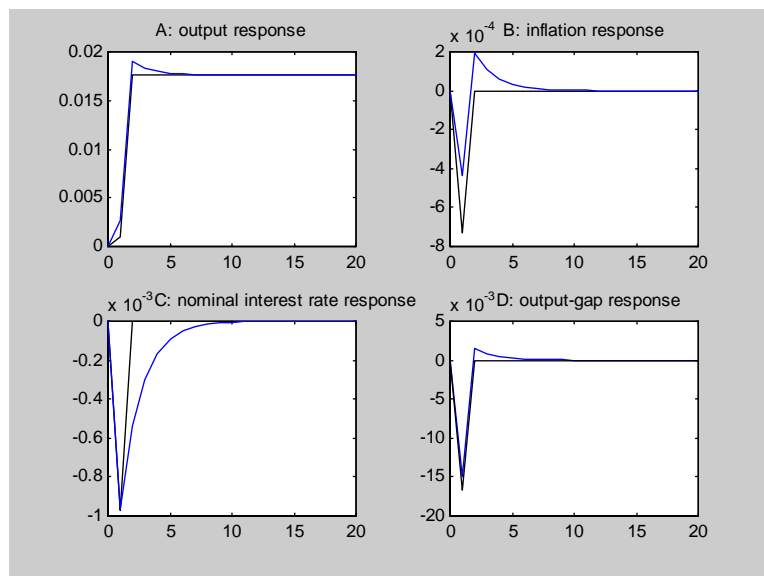 A: output response
0.02
0.015
0.01
0.005
0
0 5 10 15 20
x 10-4 B: inflation response
2
0
-2
-4
-6
-8
0 5 10 15 20
x 10-3C: nominal interest rate response
0
-0.2
-0.4
-0.6
-0.8
-1
0 5 10 15 20
x 10-3D: output-gap response
5
0
-5
-10
-15
-20
0 5 10 15 20